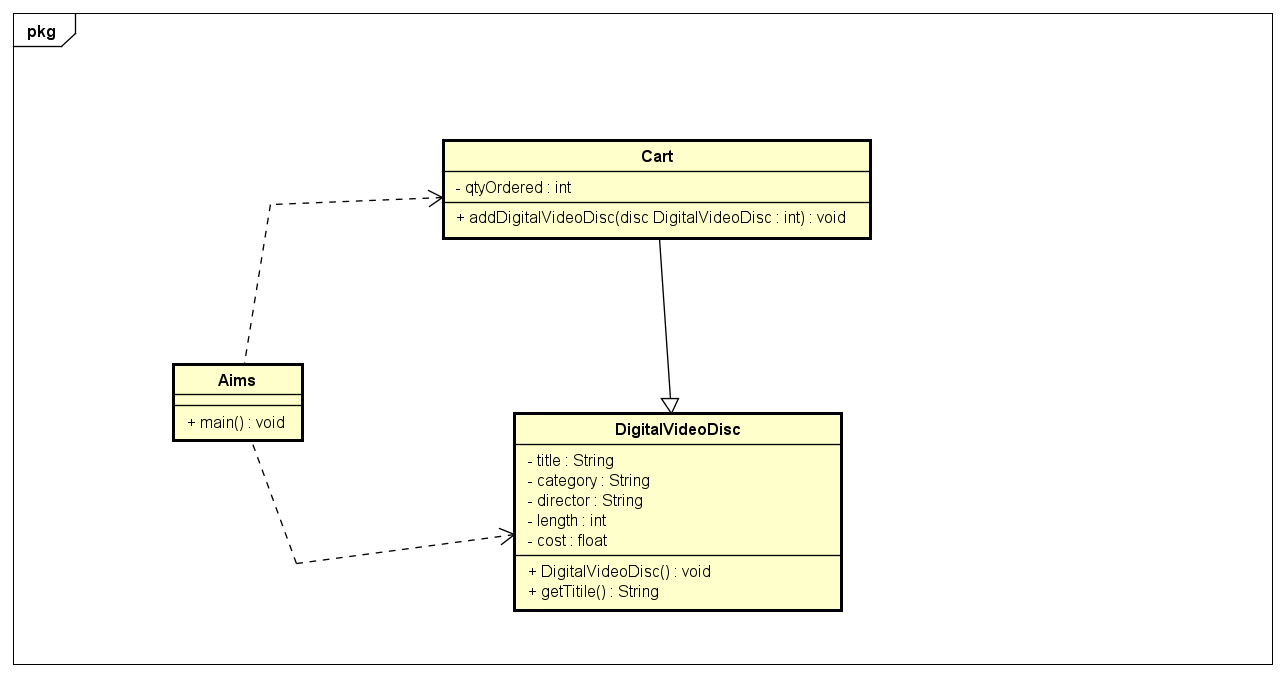 pkg
Cart
- qtyOrdered : int
+ addDigitalVideoDisc(disc DigitalVideoDisc : int) : void
Aims
+ main() : void
DigitalVideoDisc
- title : String
- category : String
- director : String
- length : int
- cost : float
+ DigitalVideoDisc() : void
+ getTitile() : String